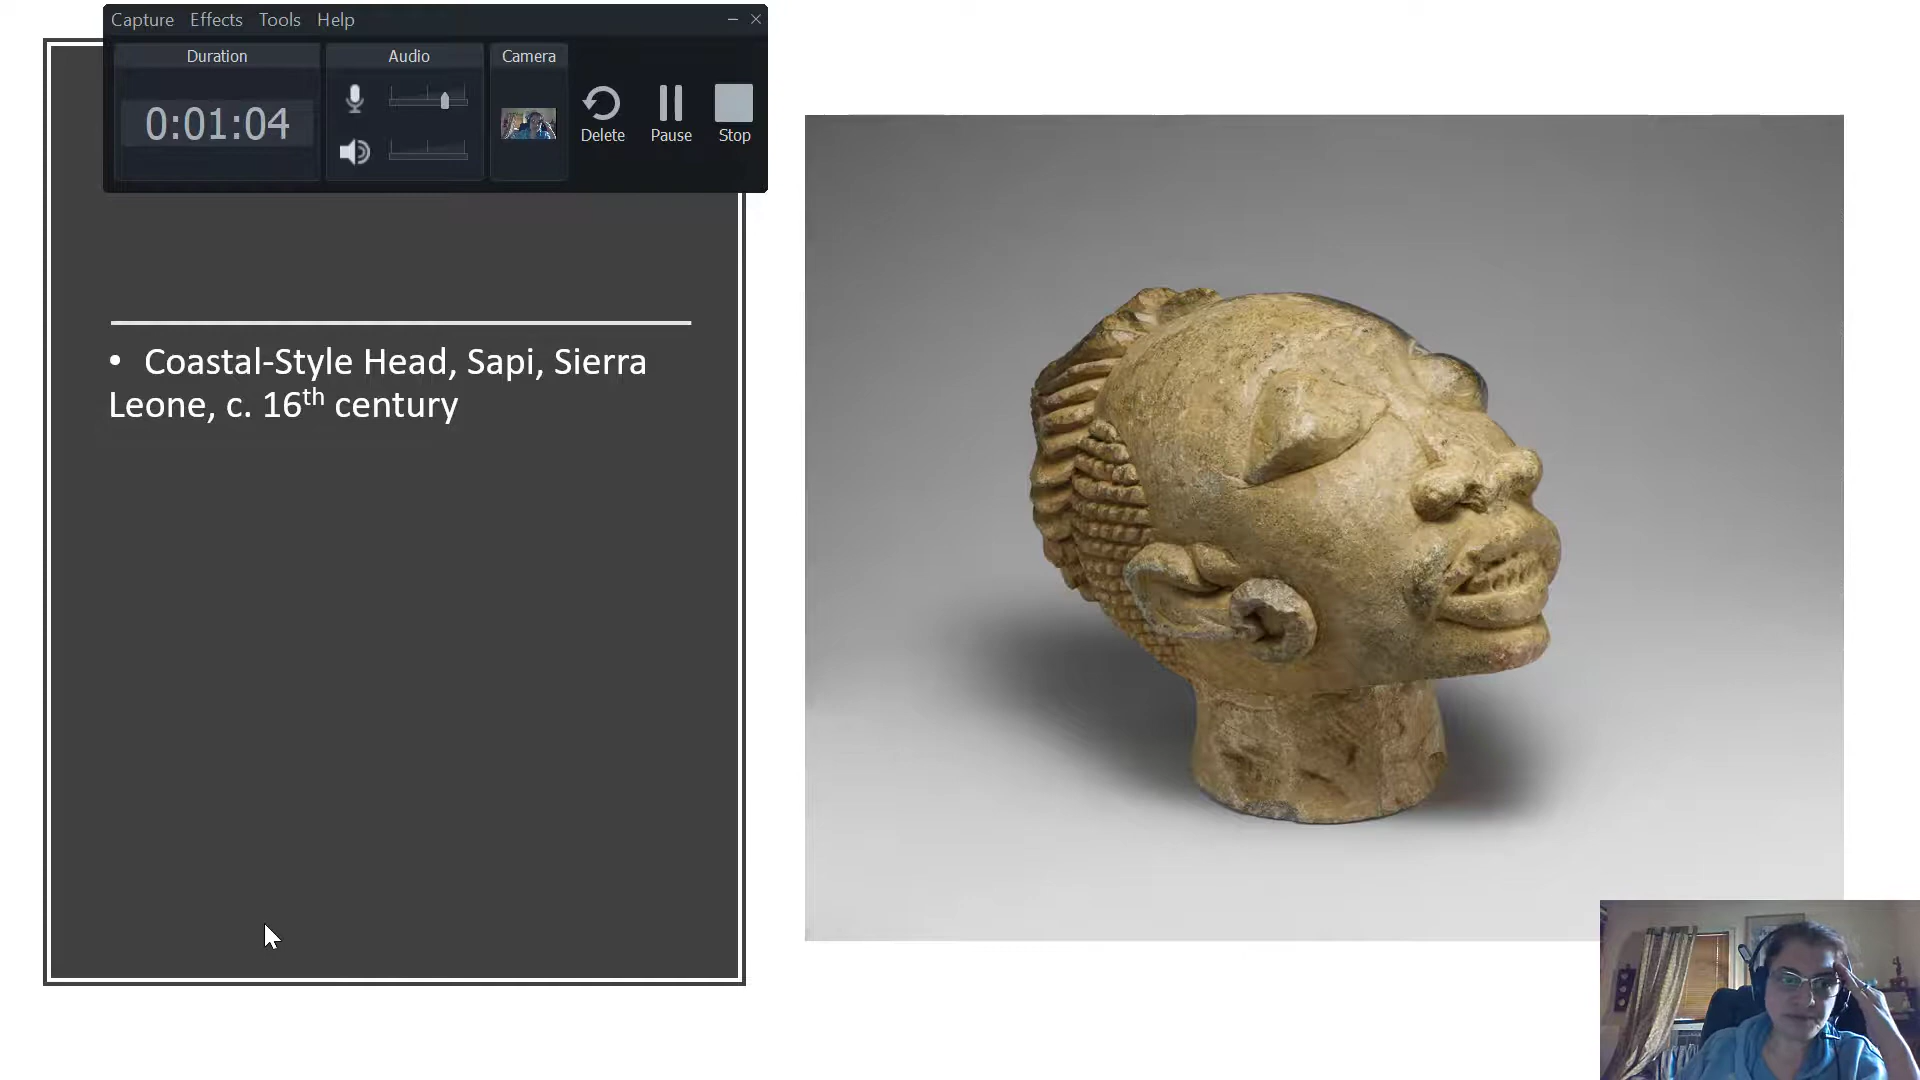 Capture Effects Tools Help
Duration
Audio
Camera
0:01:04
Delete
Pause
Stop
• Coastal-Style Head, Sapi, Sierra
Leone, c. 16th century